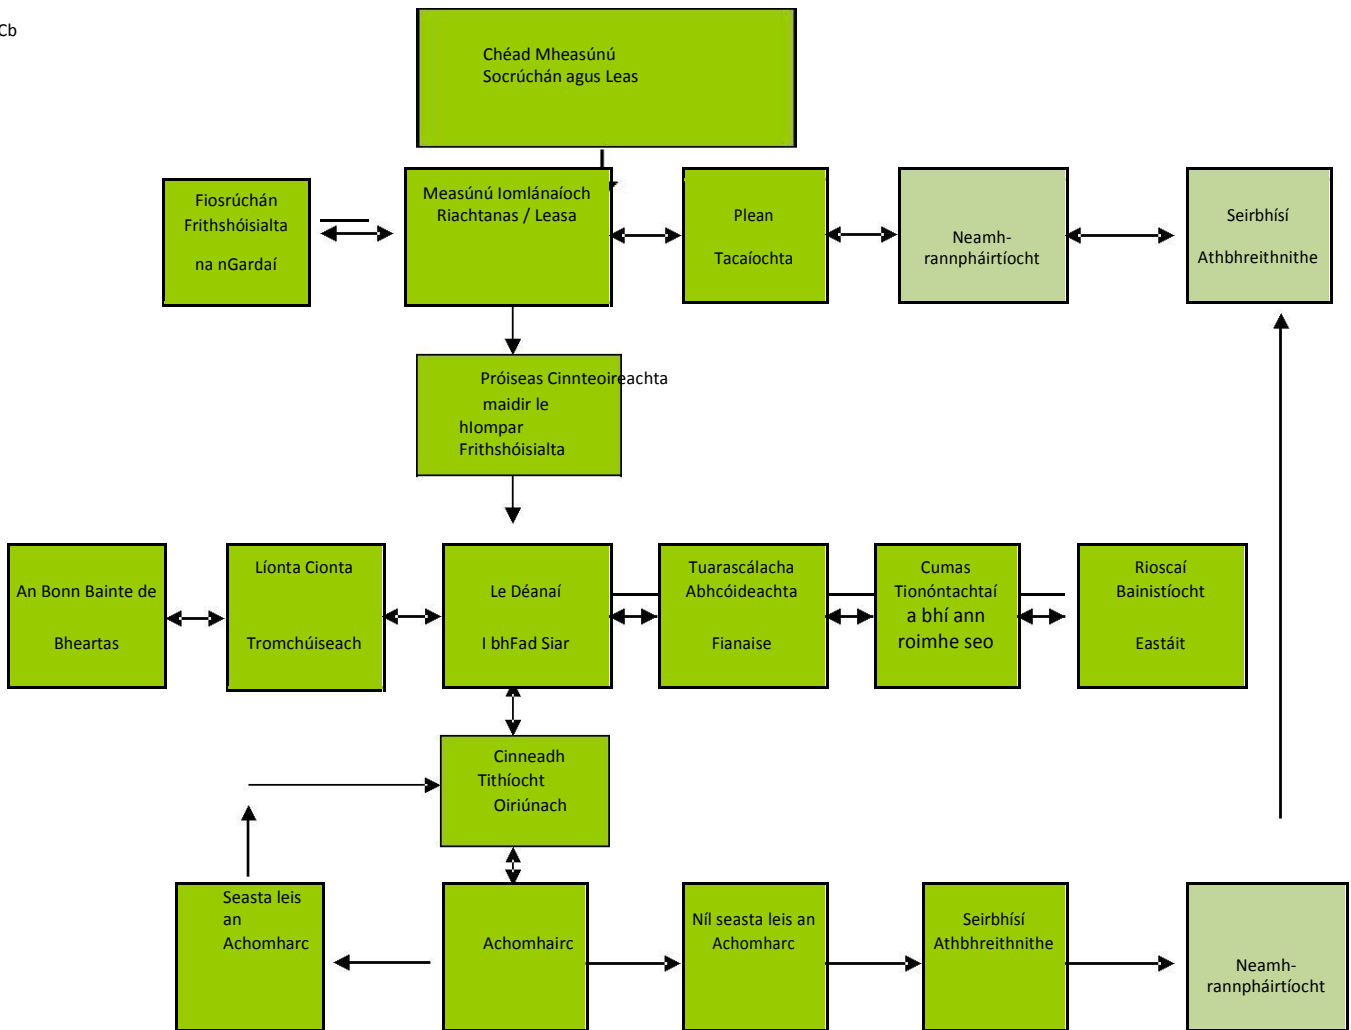 Cb
Chéad Mheasúnú
Socrúchán agus Leas
Fiosrúchán
Frithshóisialta
na nGardaí
Measúnú Iomlánaíoch
Riachtanas / Leasa
Plean
Tacaíochta
Neamh-
rannpháirtíocht
Seirbhísí
Athbhreithnithe
Próiseas Cinnteoireachta
maidir le
hIompar
Frithshóisialta
An Bonn Bainte de
Bheartas
Líonta Cionta
Tromchúiseach
Le Déanaí
I bhFad Siar
Tuarascálacha
Abhcóideachta
Fianaise
Cumas
Tionóntachtaí
a bhí ann
roimhe seo
Rioscaí
Bainistíocht
Eastáit
Cinneadh
Tithíocht
Oiriúnach
Seasta leis
an
Achomharc
Achomhairc
Níl seasta leis an
Achomharc
Seirbhísí
Athbhreithnithe
Neamh-
rannpháirtíocht